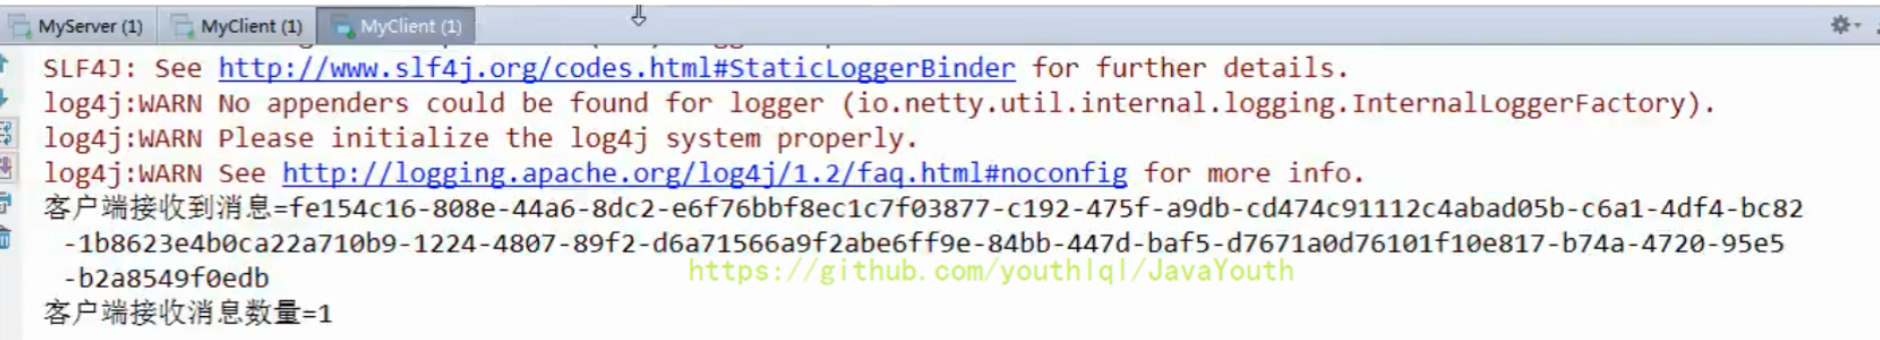 MyServer (1) MyClient (1) MyClient (1)
SLF4J: See http://www.slf4j.org/codes.html#StaticLoggerBinder for further details.
log4j:WARN No appenders could be found for logger (io.netty.util.internal.logging.InternalLoggerFactory).
log4j:WARN Please initialize the log4j system properly.
log4j:WARN See http://logging.apache.org/log4j/1.2/faq.html#noconfig for more info.
客户端接收到消息=fe154c16-808e-44a6-8dc2-e6f76bbf8ec1c7f03877-c192-475f-a9db-cd474c91112c4abad05b-c6a1-4df4-bc82
-1b8623e4b0ca22a710b9-1224-4807-89f2-d6a71566a9f2abe6ff9e-84bb-447d-baf5-d7671a0d76101f10e817-b74a-4720-95e5
-b2a8549f0edb
https://github.com/youthlql/JavaYouth
客户端接收消息数量=1